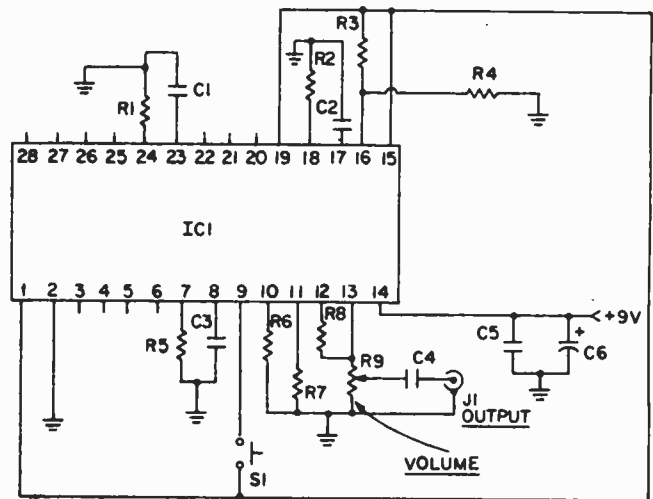 R3
R2
R4
C1
R1
C2
28 27 26 25 24 23 22 21 20 19 18 17 16 15
IC1
1 2 3 4 5 6 7 8 9 10 11 12 13 14
+9V
R5 C3 R6 R8
R9 C4 C5 + C6
R7
J1
OUTPUT
VOLUME
S1